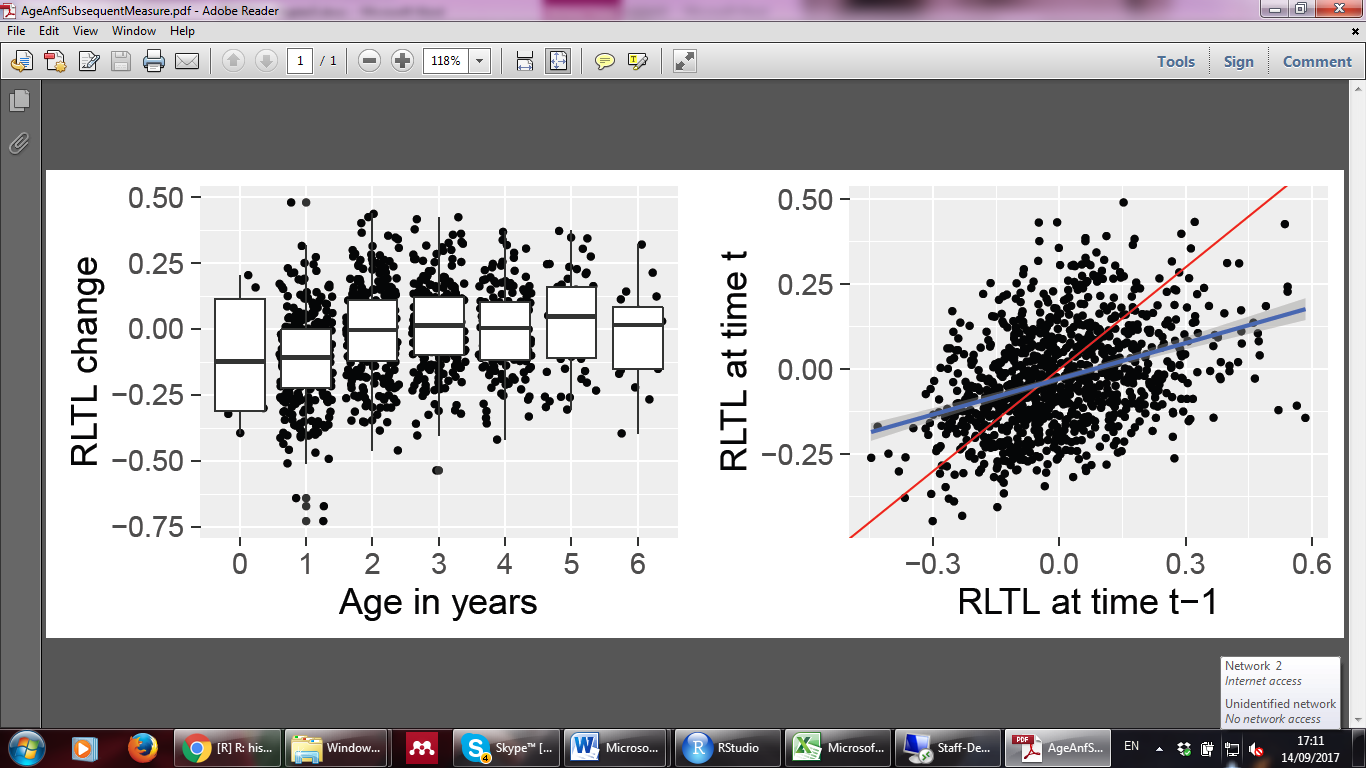 AgeAnfSubsequentMeasure.pdf - Adobe Reader
File Edit View Window Help
1 / 1 118% Tools Sign Comment
0.50
0.25
0.00
−0.25
−0.50
−0.75
RLTL change
0 1 2 3 4 5 6
Age in years
0.50
0.25
0.00
−0.25
RLTL at time t
−0.3 0.0 0.3 0.6
RLTL at time t−1
Network 2
Internet access
Unidentified network
No network access
[R] R: his... Window... 4 Skype™ [... Microso... RStudio Microsof... Staff-De... PDF AgeAnfS... EN 17:11
14/09/2017